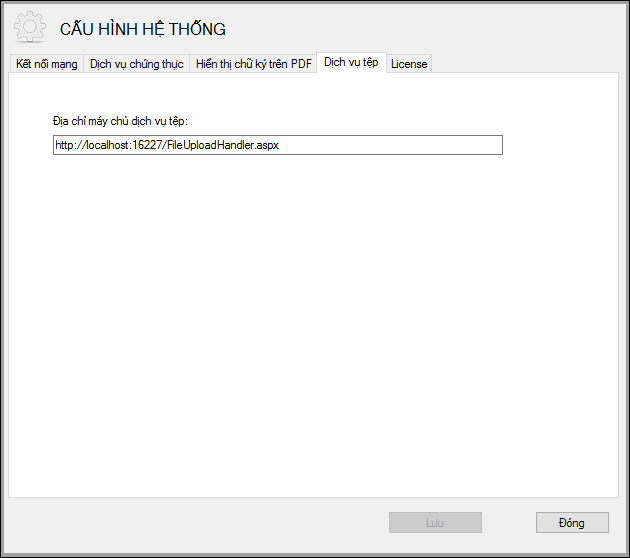 CẤU HÌNH HỆ THỐNG
Kết nối mạng Dịch vụ chứng thực Hiển thị chữ ký trên PDF Dịch vụ tệp License
Địa chỉ máy chủ dịch vụ tệp:
http://localhost:16227/FileUploadHandler.aspx
Lưu Đóng